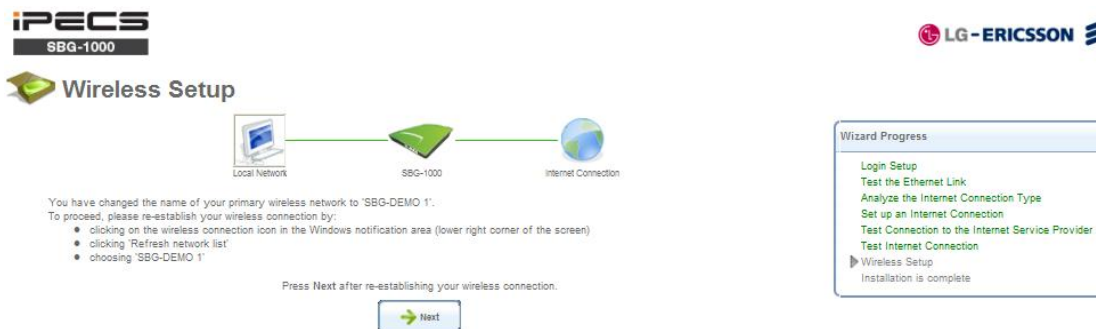 iPECS
SBG-1000
LG-ERICSSON
Wireless Setup
Local Network
SBG-1000
Internet Connection
You have changed the name of your primary wireless network to 'SBG-DEMO 1'.
To proceed, please re-establish your wireless connection by:
• clicking on the wireless connection icon in the Windows notification area (lower right corner of the screen)
• clicking 'Refresh network list'
• choosing 'SBG-DEMO 1'
Press Next after re-establishing your wireless connection.
Next
Wizard Progress
Login Setup
Test the Ethernet Link
Analyze the Internet Connection Type
Set up an Internet Connection
Test Connection to the Internet Service Provider
Test Internet Connection
Wireless Setup
Installation is complete